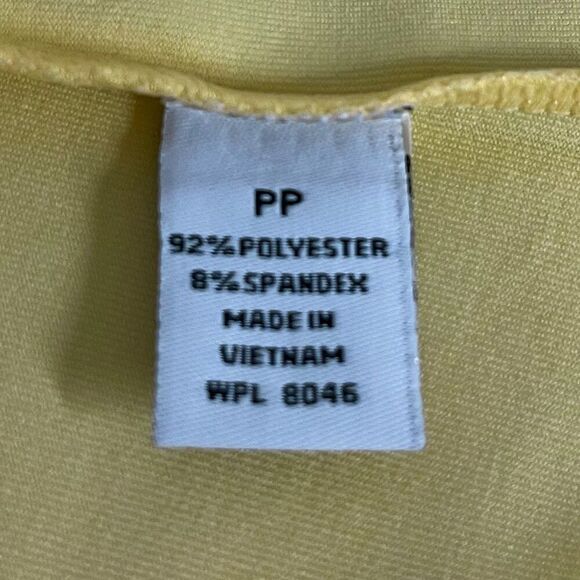 PP
92%POLYESTER
8%SPANDEX
MADE IN
VIETNAM
WPL 8046